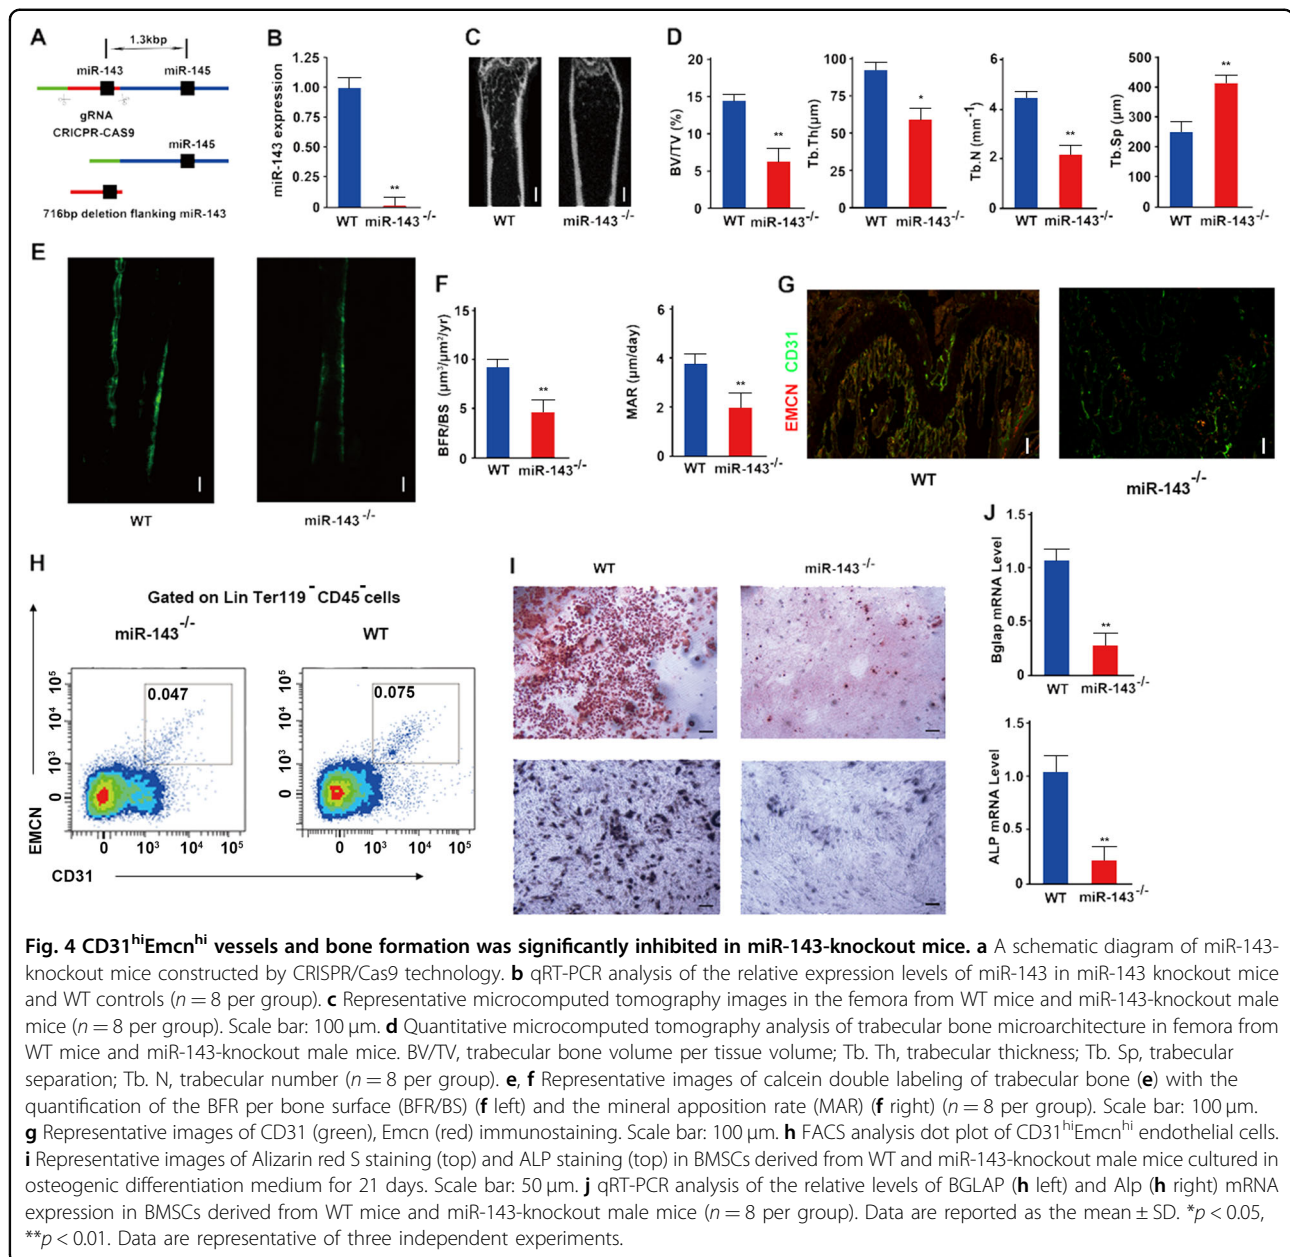 A
1.3kbp
miR-143 miR-145
gRNA
CRICPR-CAS9
miR-145
716bp deletion flanking miR-143
B
miR-143 expression
1.25
1.00
0.75
0.50
0.25
0
**
WT miR-143-/-
C
WT miR-143-/-
D
BV/TV (%)
20
15
10
5
0
**
WT miR-143-/-
Tb.Th(μm)
100
75
50
25
0
*
WT miR-143-/-
Tb.N (mm-1)
6
4
2
0
**
WT miR-143-/-
Tb.Sp (μm)
500
400
300
200
100
0
**
WT miR-143-/-
E
WT miR-143-/-
F
BFR/BS (μm³/μm²/yr)
15
10
5
0
**
WT miR-143-/-
MAR (μm/day)
6
4
2
0
**
WT miR-143-/-
G
EMCN CD31
WT miR-143-/-
H
Gated on Lin Ter119-CD45-cells
miR-143-/- WT
0.047
10⁵
10⁴
10³
0
0 10³ 10⁴ 10⁵
0.075
10⁵
10⁴
10³
0
0 10³ 10⁴ 10⁵
EMCN
CD31
I
WT miR-143-/-
J
Bglap mRNA Level
1.5
1.0
0.5
0
**
WT miR-143-/-
ALP mRNA Level
1.5
1.0
0.5
0
**
WT miR-143-/-
Fig. 4 CD31hiEmcnhi vessels and bone formation was significantly inhibited in miR-143-knockout mice. a A schematic diagram of miR-143-
knockout mice constructed by CRISPR/Cas9 technology. b qRT-PCR analysis of the relative expression levels of miR-143 in miR-143 knockout mice
and WT controls (n = 8 per group). c Representative microcomputed tomography images in the femora from WT mice and miR-143-knockout male
mice (n = 8 per group). Scale bar: 100 μm. d Quantitative microcomputed tomography analysis of trabecular bone microarchitecture in femora from
WT mice and miR-143-knockout male mice. BV/TV, trabecular bone volume per tissue volume; Tb. Th, trabecular thickness; Tb. Sp, trabecular
separation; Tb. N, trabecular number (n = 8 per group). e, f Representative images of calcein double labeling of trabecular bone (e) with the
quantification of the BFR per bone surface (BFR/BS) (f left) and the mineral apposition rate (MAR) (f right) (n = 8 per group). Scale bar: 100 μm.
g Representative images of CD31 (green), Emcn (red) immunostaining. Scale bar: 100 μm. h FACS analysis dot plot of CD31hiEmcnhi endothelial cells.
i Representative images of Alizarin red S staining (top) and ALP staining (top) in BMSCs derived from WT and miR-143-knockout male mice cultured in
osteogenic differentiation medium for 21 days. Scale bar: 50 μm. j qRT-PCR analysis of the relative levels of BGLAP (h left) and Alp (h right) mRNA
expression in BMSCs derived from WT mice and miR-143-knockout male mice (n = 8 per group). Data are reported as the mean ± SD. *p < 0.05,
**p < 0.01. Data are representative of three independent experiments.